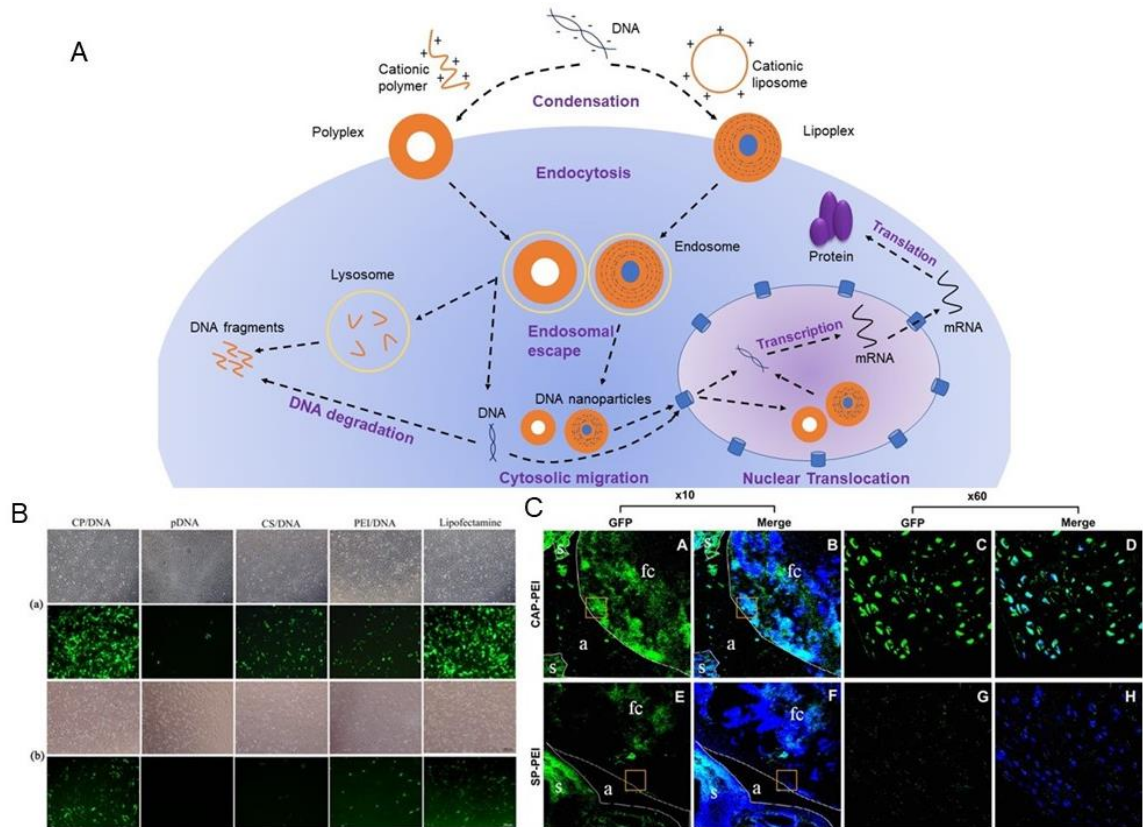 A
DNA
Cationic
polymer
Cationic
liposome
Condensation
Polyplex
Lipoplex
Endocytosis
Translation
Protein
Endosome
Lysosome
mRNA
DNA fragments
Endosomal
escape
Transcription
mRNA
DNA nanoparticles
DNA
DNA degradation
Cytosolic migration
Nuclear Translocation
B
CP/DNA pDNA CS/DNA PEI/DNA Lipofectamine
(a)
(b)
C
x10 x60
GFP Merge GFP Merge
CAP-PEI
A B C D
s fc a s
fc a s
SP-PEI
E F G H
fc s a
fc s a